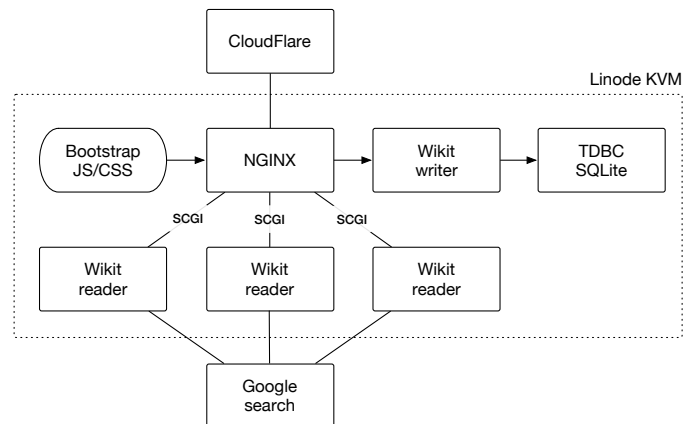 CloudFlare
Linode KVM
Bootstrap
JS/CSS
NGINX
Wikit
writer
TDBC
SQLite
SCGI
SCGI
SCGI
Wikit
reader
Wikit
reader
Wikit
reader
Google
search